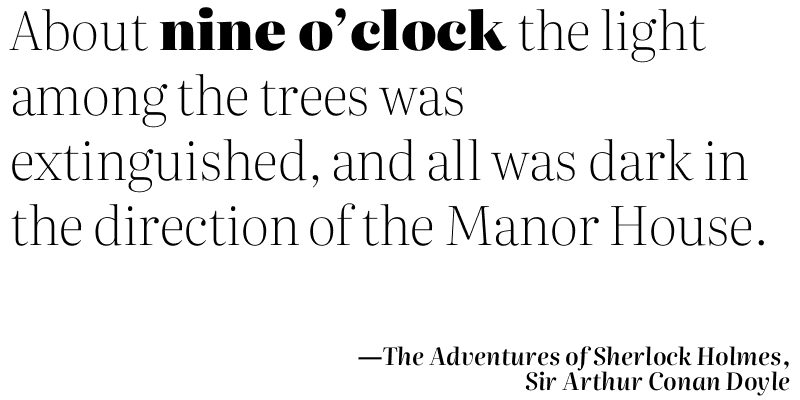 About nine o’clock the light
among the trees was
extinguished, and all was dark in
the direction of the Manor House.
—The Adventures of Sherlock Holmes,
Sir Arthur Conan Doyle